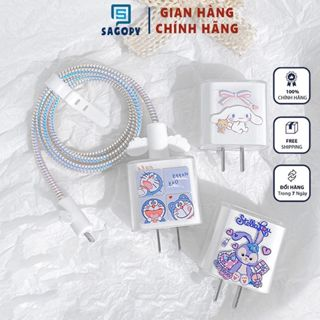 SAGOPY
GIAN HÀNG
CHÍNH HÃNG
100%
CHÍNH HÃNG
FREE
SHIPPING
ĐỔI HÀNG
Trong 7 Ngày